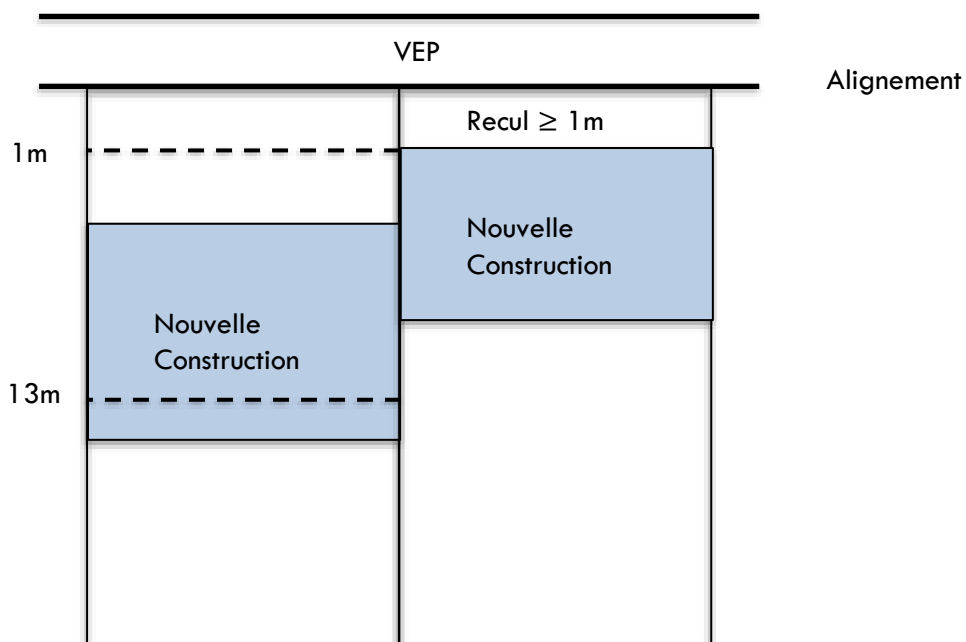 VEP
Alignement
Recul ≥ 1m
1m
Nouvelle
Construction
Nouvelle
Construction
13m